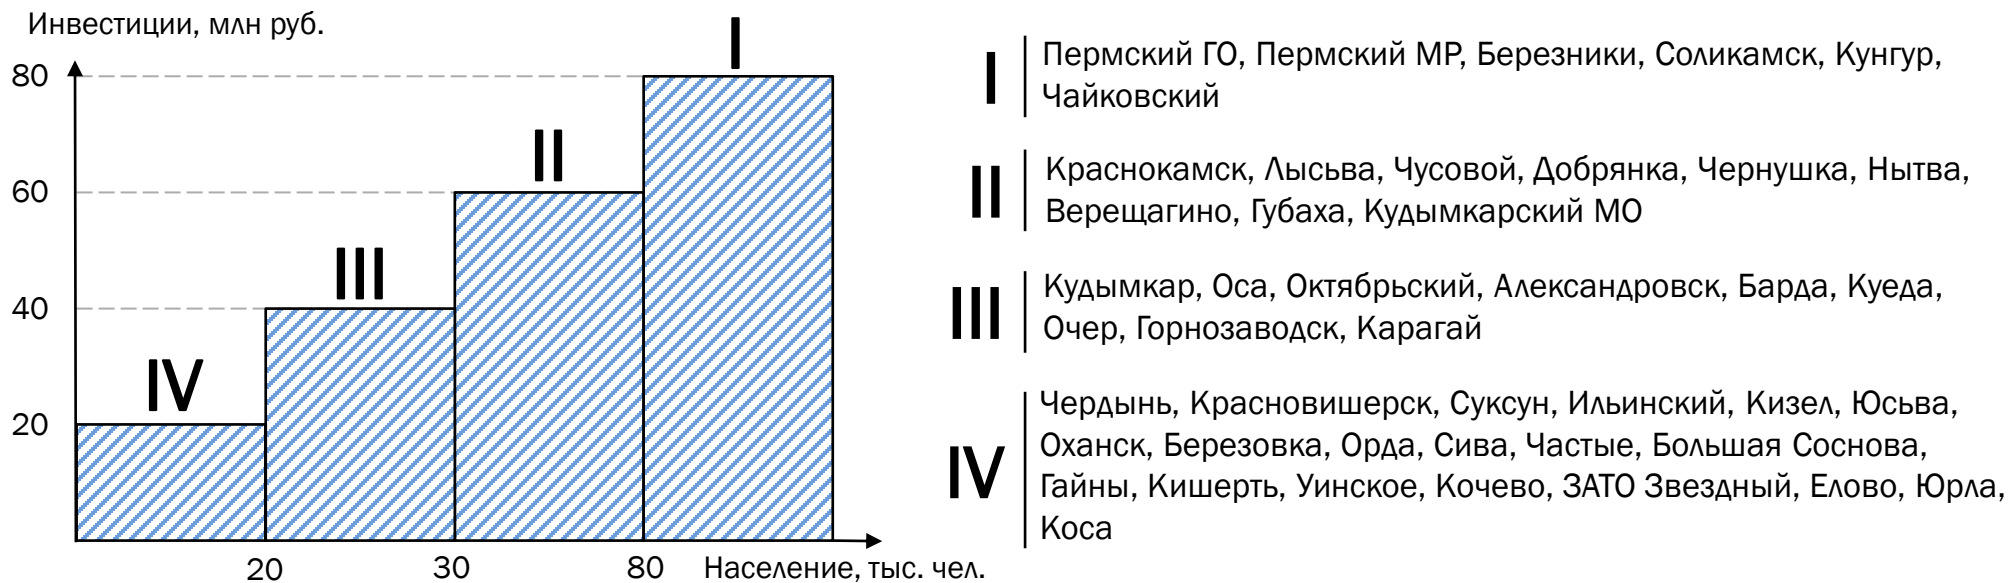 Инвестиции, млн руб.
80
60
40
20
I
II
III
IV
20
30
80
Население, тыс. чел.
I
Пермский ГО, Пермский МР, Березники, Соликамск, Кунгур,
Чайковский
II
Краснокамск, Лысьва, Чусовой, Добрянка, Чернушка, Нытва,
Верещагино, Губаха, Кудымкарский МО
III
Кудымкар, Оса, Октябрьский, Александровск, Барда, Куеда,
Очер, Горнозаводск, Карагай
IV
Чердынь, Красновишерск, Суксун, Ильинский, Кизел, Юсьва,
Оханск, Березовка, Орда, Сива, Частые, Большая Соснова,
Гайны, Кишерть, Уинское, Кочево, ЗАТО Звездный, Елово, Юрла,
Коса